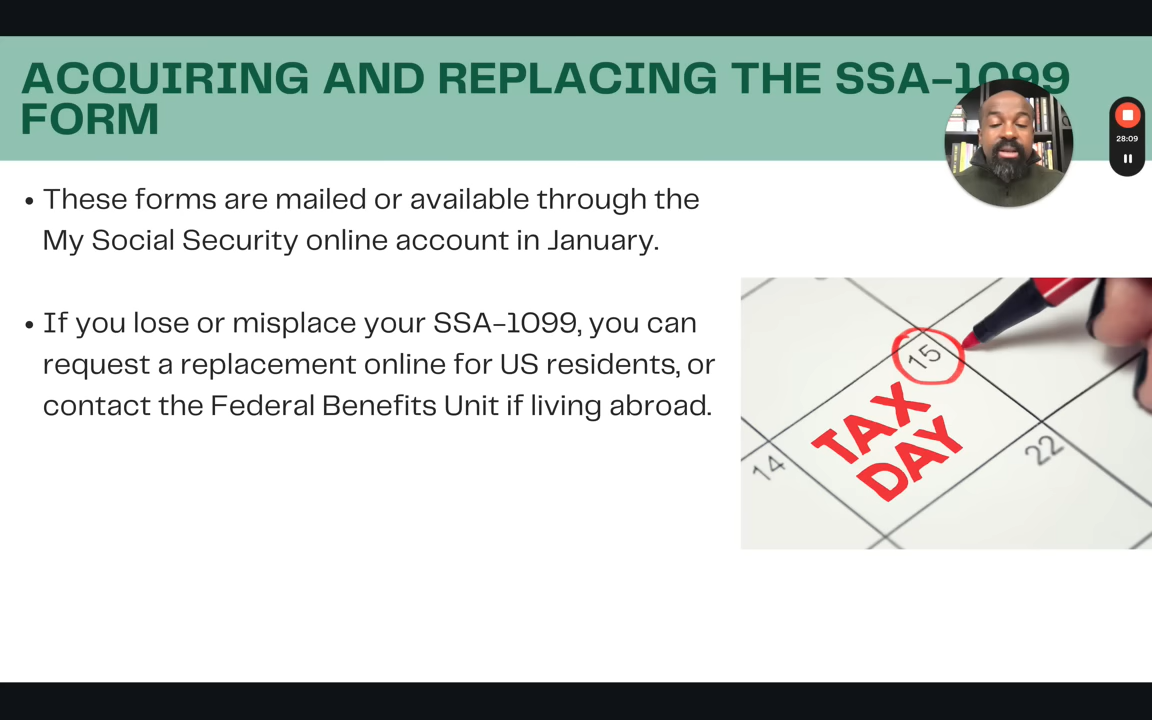 ACQUIRING AND REPLACING THE SSA-1099
FORM
28:09
• These forms are mailed or available through the
My Social Security online account in January.
• If you lose or misplace your SSA-1099, you can
request a replacement online for US residents, or
contact the Federal Benefits Unit if living abroad.
15
TAX
DAY
14
22